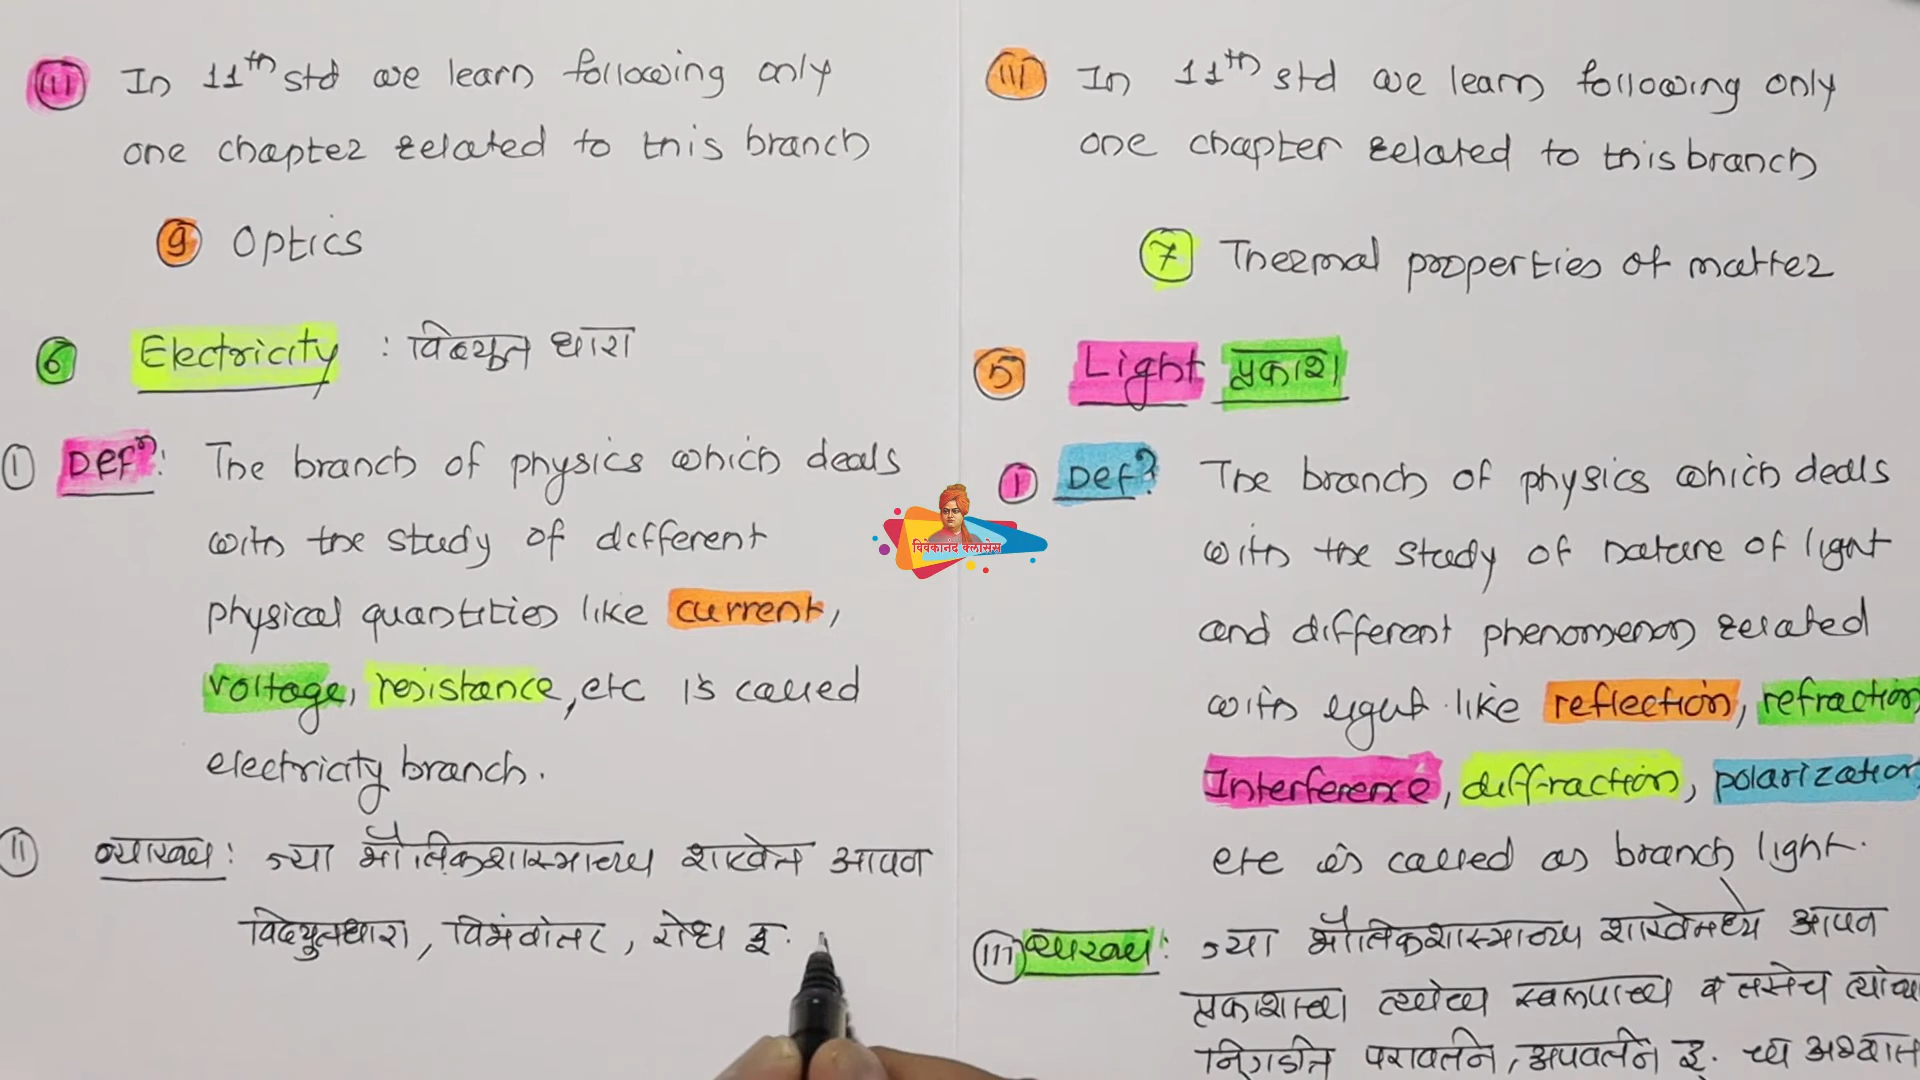 (III) In 11th std we learn following only
one chapter related to this branch
(9) Optics
(6) Electricity : विद्युत धारा
(I) Defn: The branch of physics which deals
with the study of different
physical quantities like current,
voltage, resistance, etc is called
electricity branch.
(II) व्याख्या : ज्या भौतिकशास्त्राच्या शाखेत आपण
विद्युतधारा, विभवांतर, रोध इ.
विवेकानंद क्लासेस
(III) In 11th std we learn following only
one chapter related to this branch
(7) Thermal properties of matter
(5) Light प्रकाश
(I) Defn: The branch of physics which deals
with the study of nature of light
and different phenomenon related
with light like reflection, refraction,
Interference, diffraction, polarization,
etc is called as branch light.
(III) व्याख्या : ज्या भौतिकशास्त्राच्या शाखेमध्ये आपण
प्रकाशाच्या त्याच्या स्वरूपाच्या व तसेच
निगडीत परावर्तन, अपवर्तन इ. च्या अभ्यास